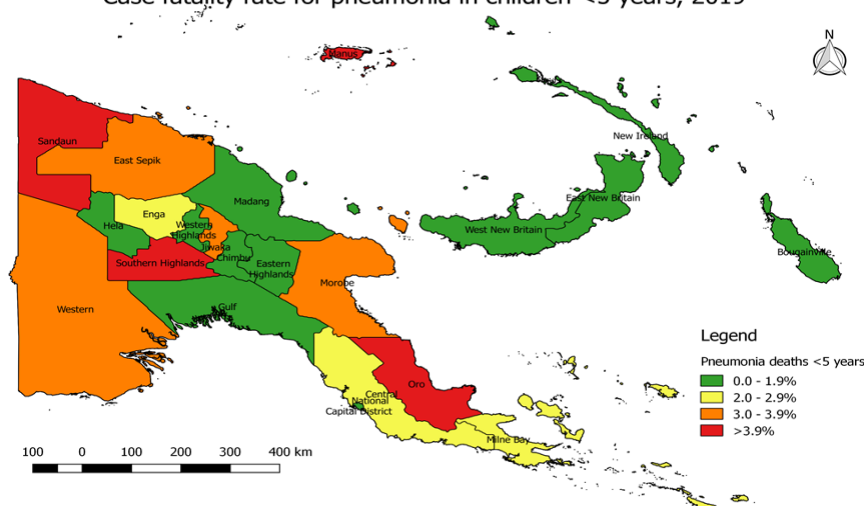 Case fatality rate for pneumonia in children <5 years, 2019
N
Manus
New Ireland
Sandaun
East Sepik
Madang
East New Britain
Enga
Hela
Western
Highlands
West New Britain
Jiwaka
Chimbu
Southern Highlands
Eastern
Highlands
Bougainville
Morobe
Western
Gulf
Legend
Pneumonia deaths <5 years
0.0 - 1.9%
2.0 - 2.9%
3.0 - 3.9%
>3.9%
Oro
Central
National
Capital District
Milne Bay
100 0 100 200 300 400 km